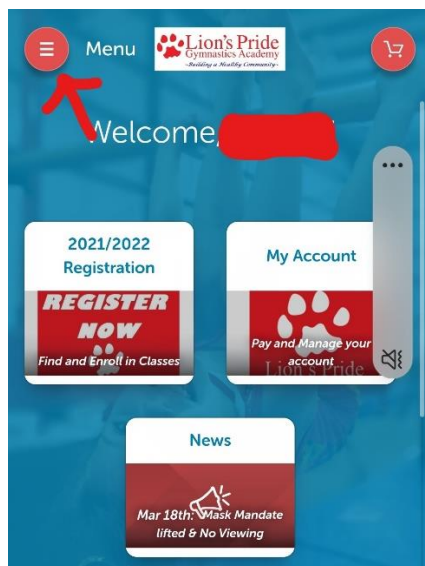 Menu
Lion's Pride
Gymnastics Academy
~Building a Healthy Community~
Welcome,
2021/2022
Registration
REGISTER
NOW
Find and Enroll in Classes
My Account
Pay and Manage your
account
Lion's Pride
News
Mar 18th: Mask Mandate
lifted & No Viewing